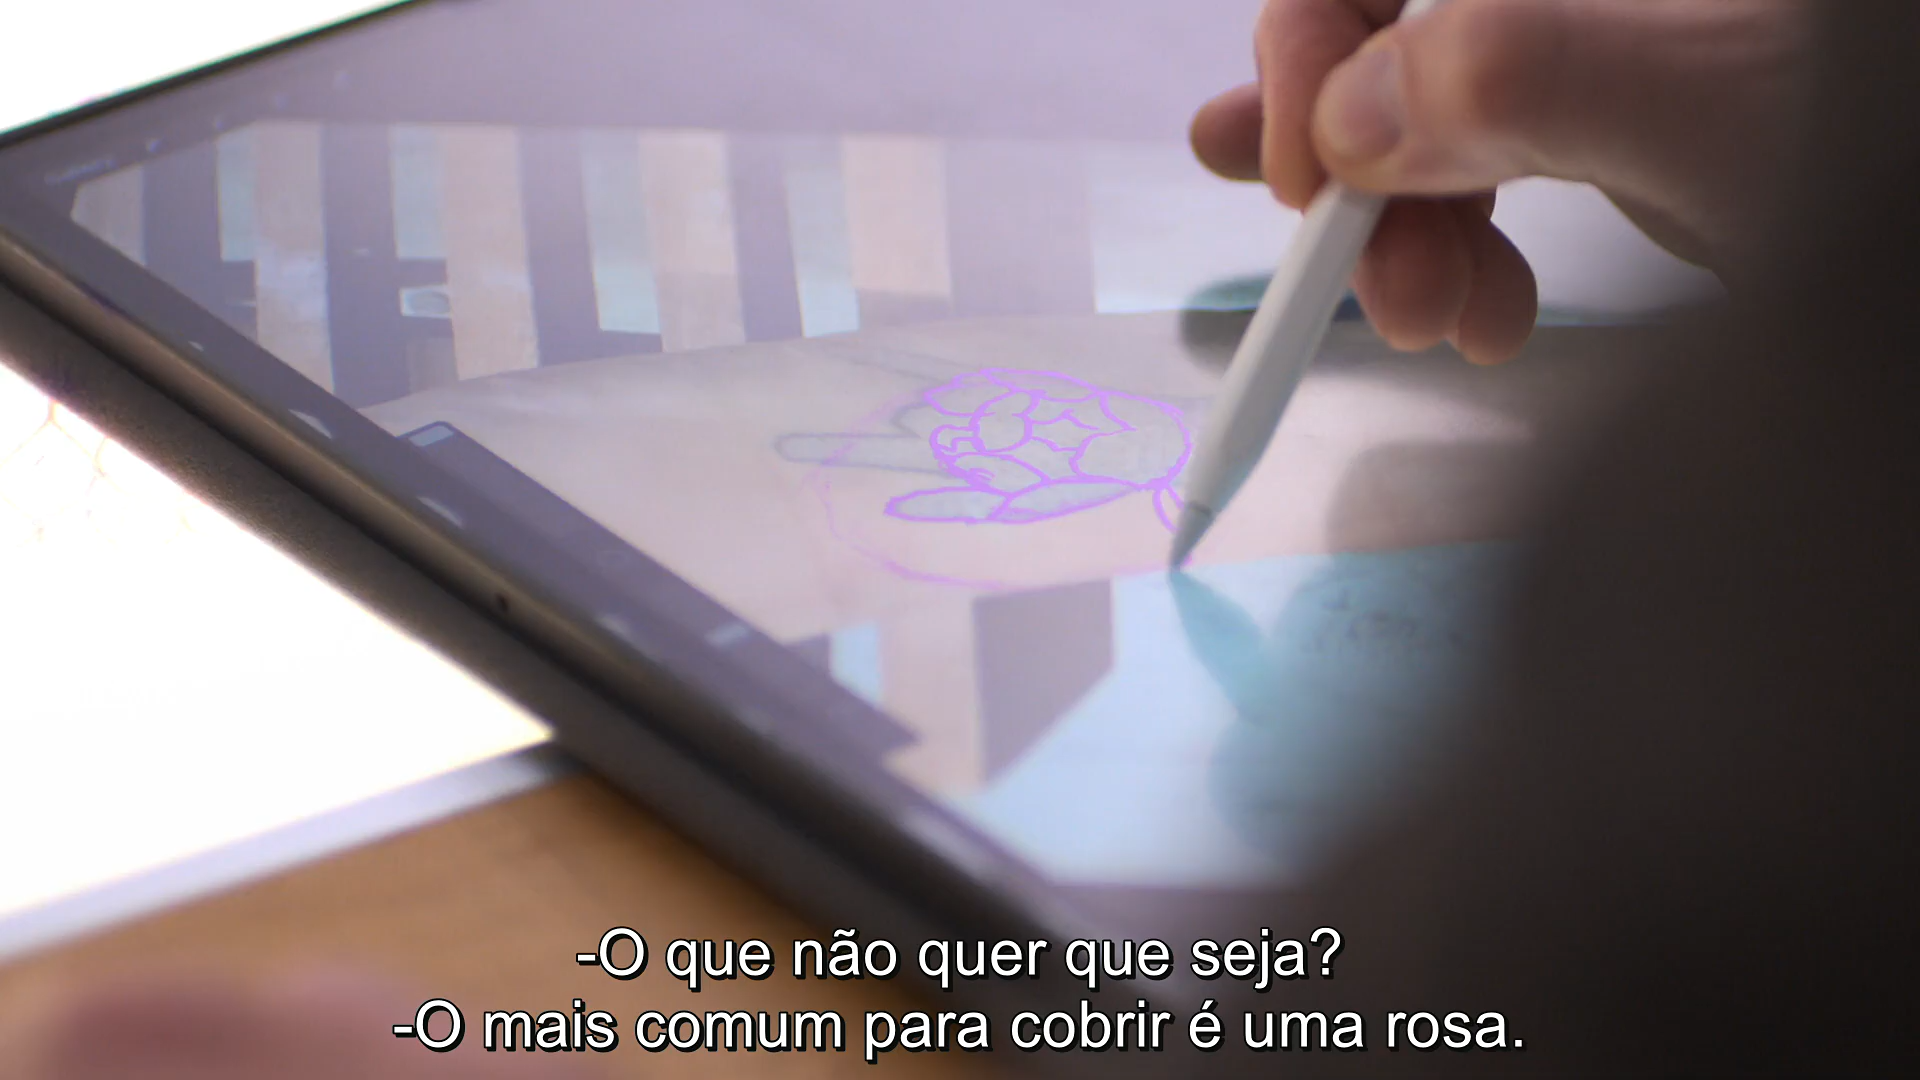 -O que não quer que seja?
-O mais comum para cobrir é uma rosa.